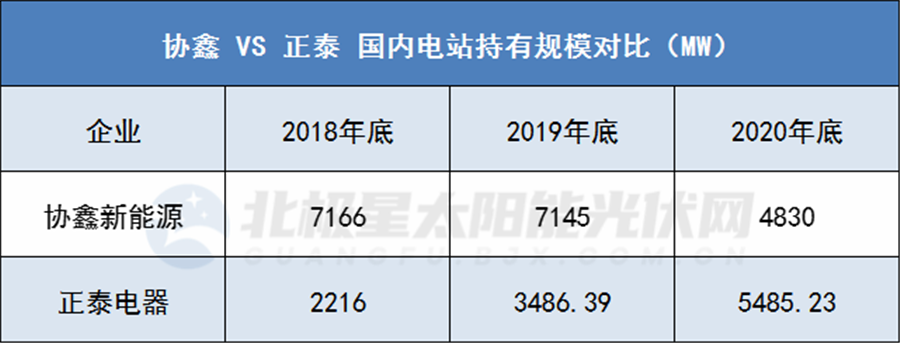 协鑫 VS 正泰 国内电站持有规模对比（MW）
企业 2018年底 2019年底 2020年底
协鑫新能源 7166 7145 4830
正泰电器 2216 3486.39 5485.23
北极星太阳能光伏网
GUANGFU.BJX.COM.CN